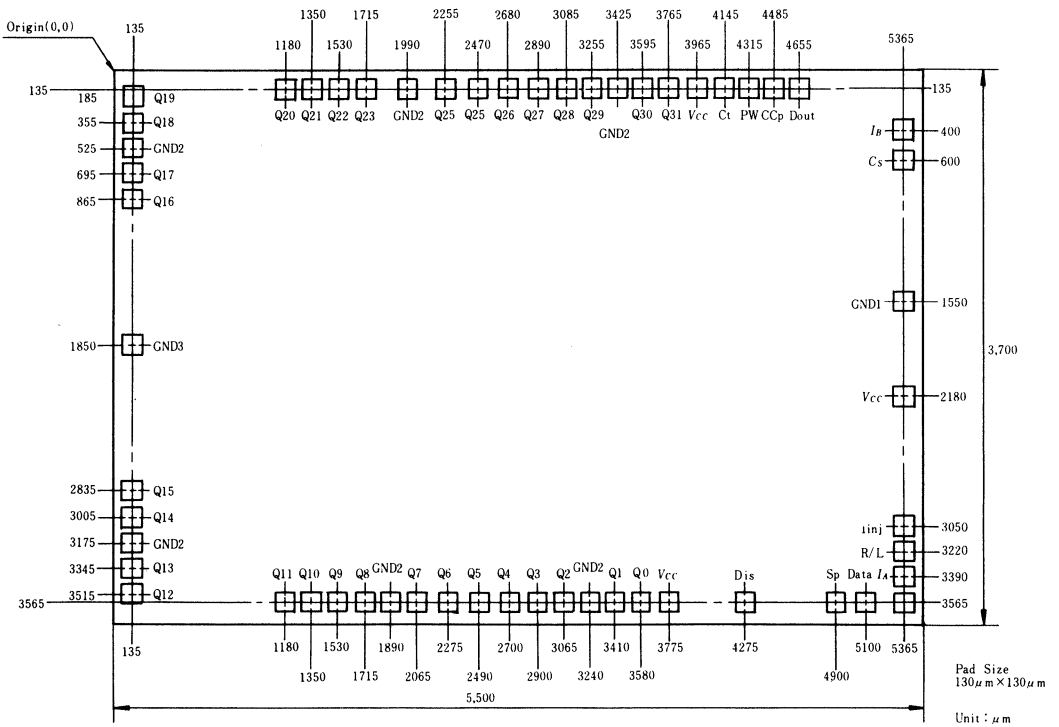 Origin(0,0)
135
1350 1715 2255 2680 3085 3425 3765 4145 4485
1180 1530 1990 2470 2890 3255 3595 3965 4315 4655
5365
135
135
Q20 Q21 Q22 Q23 GND2 Q25 Q25 Q26 Q27 Q28 Q29 Q30 Q31 Vcc Ct PW CCp Dout
GND2
185 Q19
355 Q18
525 GND2
695 Q17
865 Q16
IB 400
Cs 600
GND1 1550
1850 GND3
3,700
Vcc 2180
2835 Q15
3005 Q14
3175 GND2
3345 Q13
3515 Q12
3565
Iinj 3050
R/L 3220
IA 3390
3565
Q11 Q10 Q9 Q8 GND2 Q7 Q6 Q5 Q4 Q3 Q2 GND2 Q1 Q0 Vcc Dis Sp Data
135
1180 1530 1890 2275 2700 3065 3410 3775 4275 5100 5365
1350 1715 2065 2490 2900 3240 3580 4900
5,500
Pad Size
130μm×130μm
Unit：μm